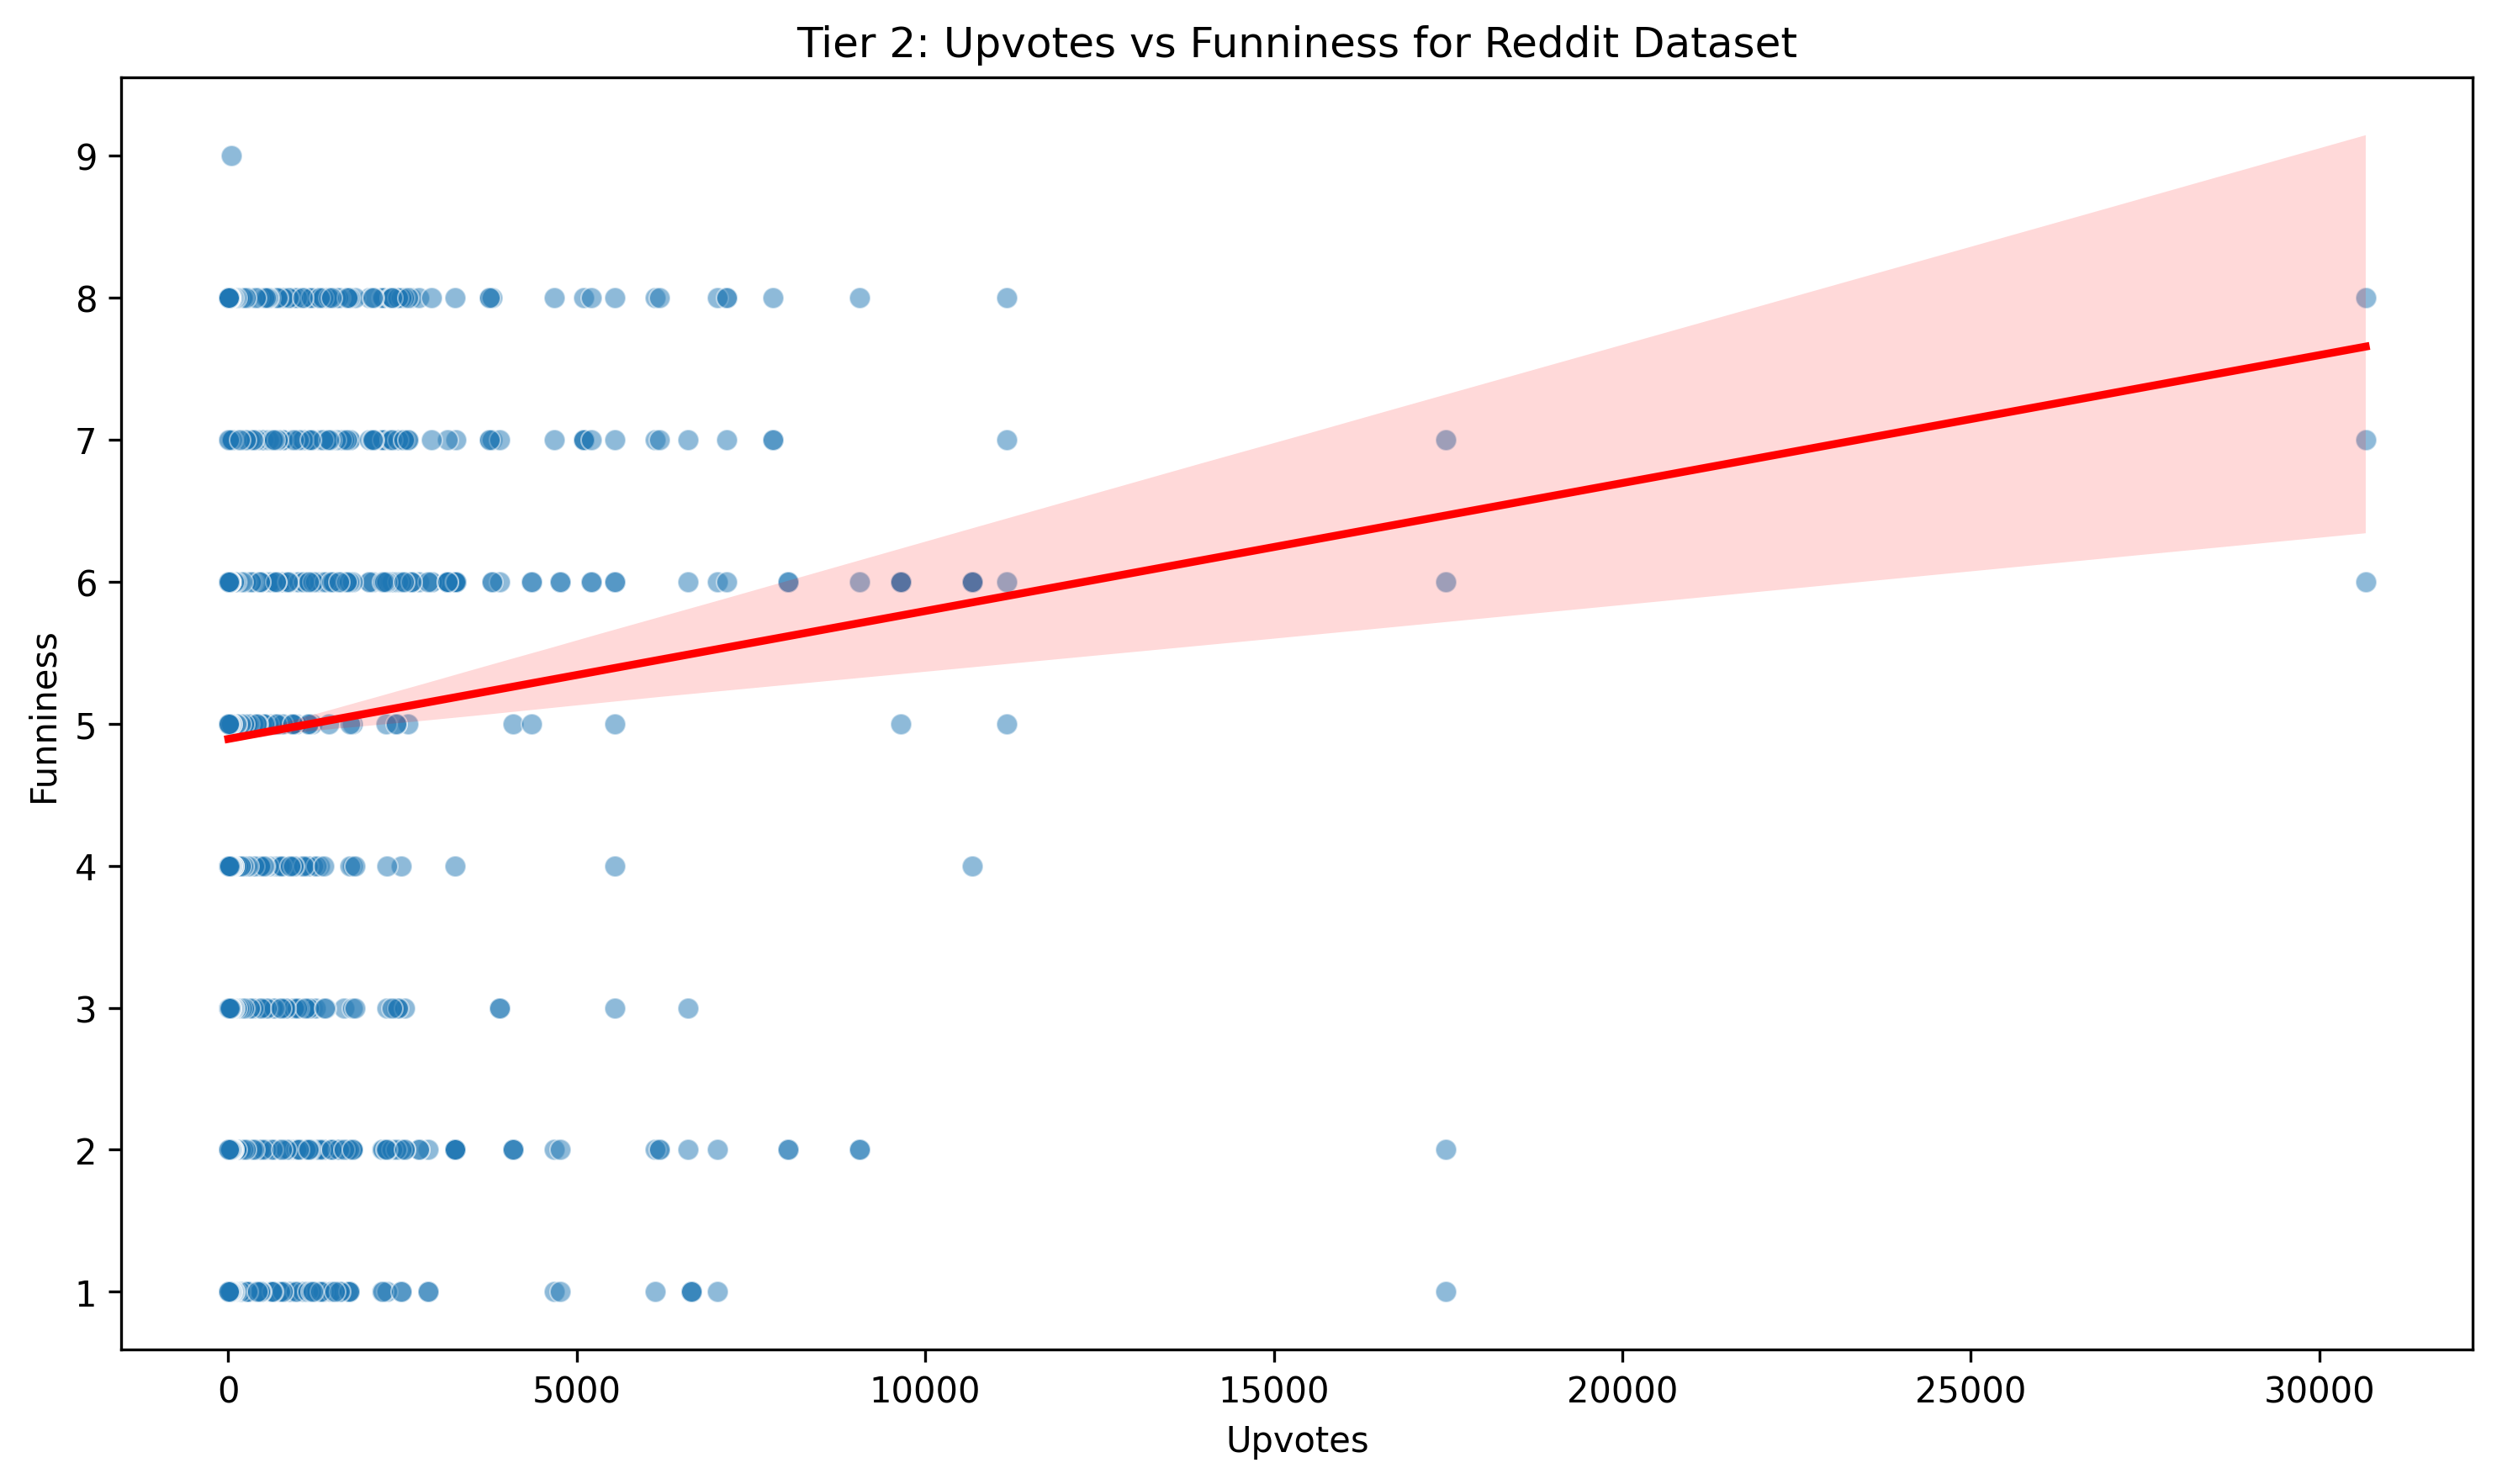 Tier 2: Upvotes vs Funniness for Reddit Dataset
9
8
7
6
5
4
3
2
1
Funniness
0 5000 10000 15000 20000 25000 30000
Upvotes